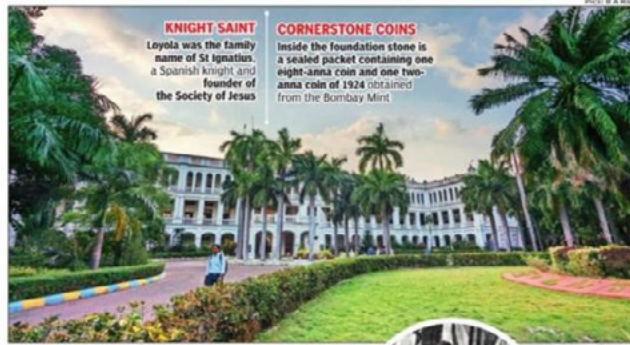 KNIGHT SAINT
Loyola was the family
name of St Ignatius,
a Spanish knight and
founder of
the Society of Jesus
CORNERSTONE COINS
Inside the foundation stone is
a sealed packet containing one
eight-anna coin and one two-
anna coin of 1924 obtained
from the Bombay Mint